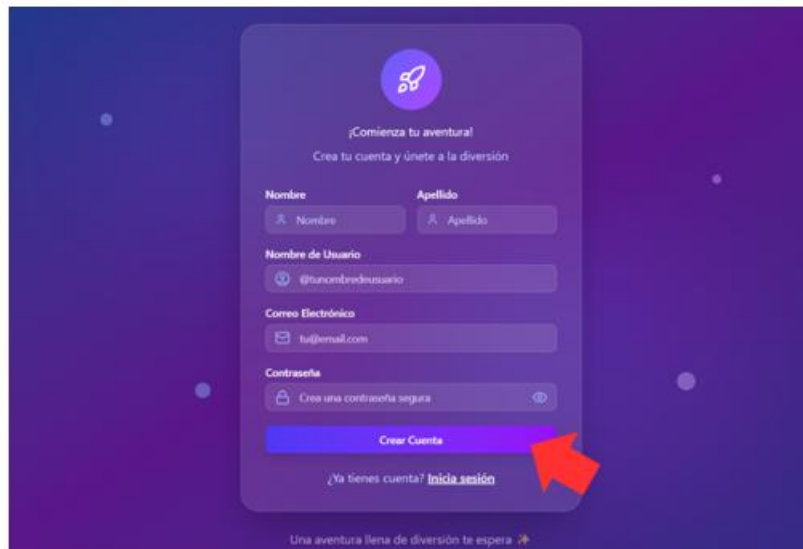 ¡Comienza tu aventura!
Crea tu cuenta y únete a la diversión
Nombre Apellido
Nombre Apellido
Nombre de Usuario
@tunombredeusuario
Correo Electrónico
tu@email.com
Contraseña
Crea una contraseña segura
Crear Cuenta
¿Ya tienes cuenta? Inicia sesión
Una aventura llena de diversión te espera ✨